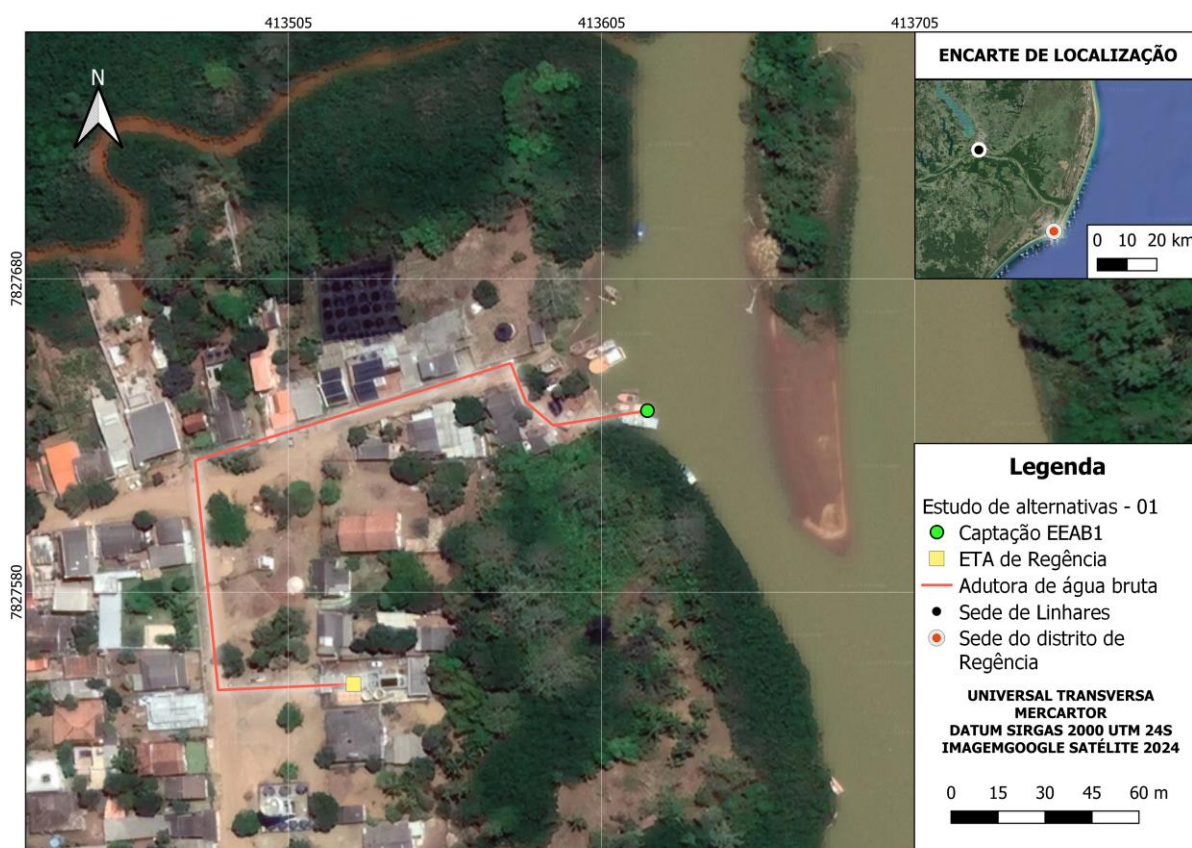 413505
413605
413705
N
7827680
7827580
ENCARTE DE LOCALIZAÇÃO
0 10 20 km
Legenda
Estudo de alternativas - 01
Captação EEAB1
ETA de Regência
Adutora de água bruta
Sede de Linhares
Sede do distrito de
Regência
UNIVERSAL TRANSVERSA
MERCARTOR
DATUM SIRGAS 2000 UTM 24S
IMAGEMGOOGLE SATÉLITE 2024
0 15 30 45 60 m